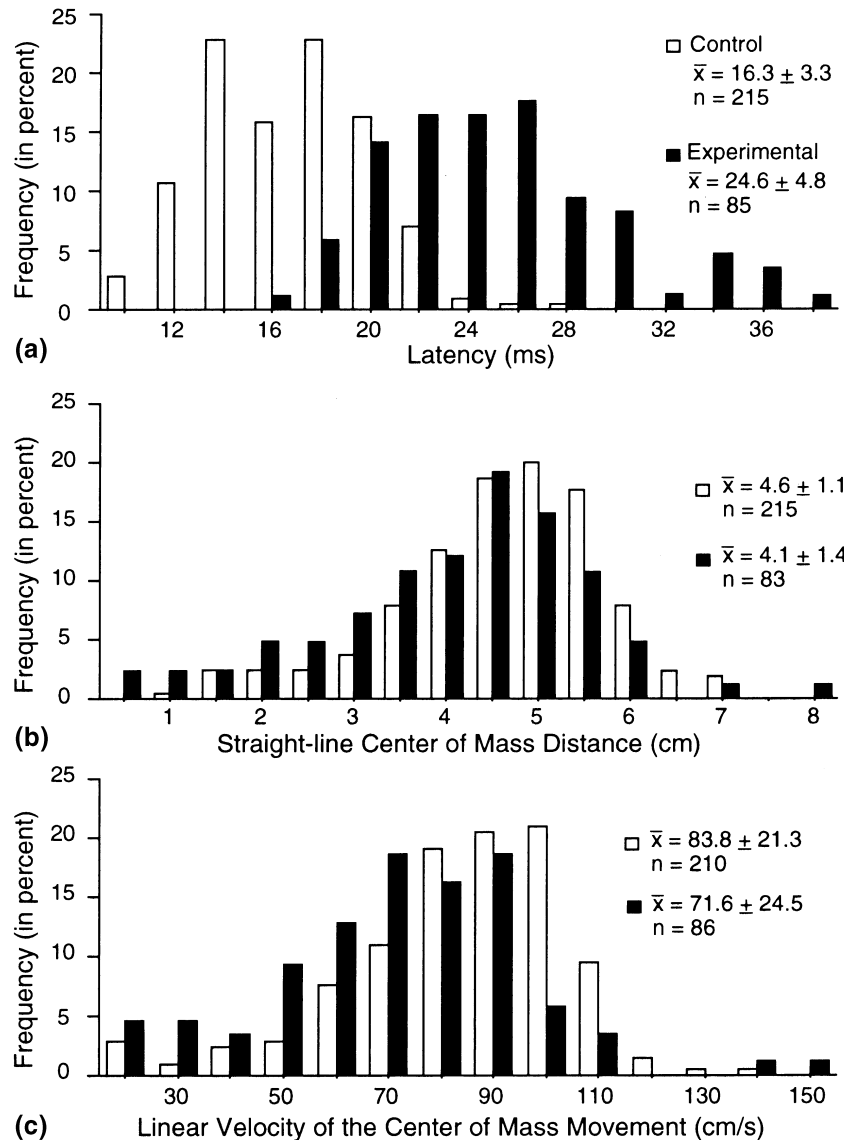 Frequency (in percent)
25
20
15
10
5
0
Control
x̄ = 16.3 ± 3.3
n = 215
Experimental
x̄ = 24.6 ± 4.8
n = 85
12 16 20 24 28 32 36
(a)
Latency (ms)
Frequency (in percent)
25
20
15
10
5
0
x̄ = 4.6 ± 1.1
n = 215
x̄ = 4.1 ± 1.4
n = 83
1 2 3 4 5 6 7 8
(b)
Straight-line Center of Mass Distance (cm)
Frequency (in percent)
25
20
15
10
5
0
x̄ = 83.8 ± 21.3
n = 210
x̄ = 71.6 ± 24.5
n = 86
30 50 70 90 110 130 150
(c)
Linear Velocity of the Center of Mass Movement (cm/s)